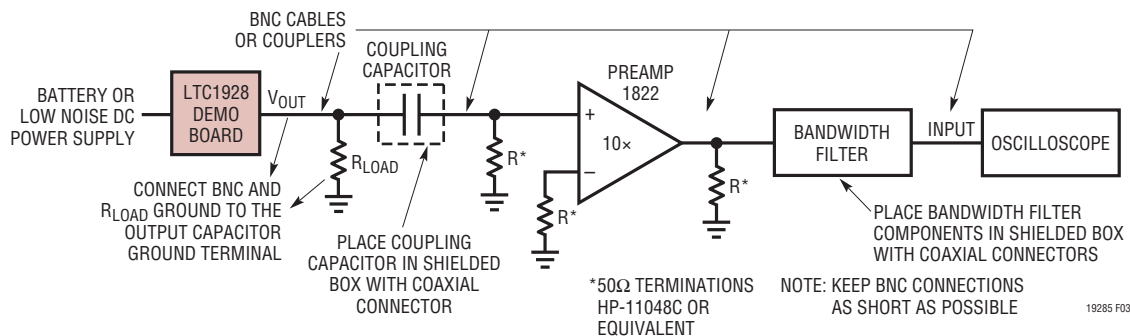 BNC CABLES
OR COUPLERS
COUPLING
CAPACITOR
PREAMP
1822
BATTERY OR
LOW NOISE DC
POWER SUPPLY
LTC1928
DEMO
BOARD
VOUT
RLOAD
R*
+
10×
−
R*
R*
BANDWIDTH
FILTER
INPUT
OSCILLOSCOPE
CONNECT BNC AND
RLOAD GROUND TO THE
OUTPUT CAPACITOR
GROUND TERMINAL
PLACE COUPLING
CAPACITOR IN SHIELDED
BOX WITH COAXIAL
CONNECTOR
PLACE BANDWIDTH FILTER
COMPONENTS IN SHIELDED BOX
WITH COAXIAL CONNECTORS
*50Ω TERMINATIONS
HP-11048C OR
EQUIVALENT
NOTE: KEEP BNC CONNECTIONS
AS SHORT AS POSSIBLE
19285 F03